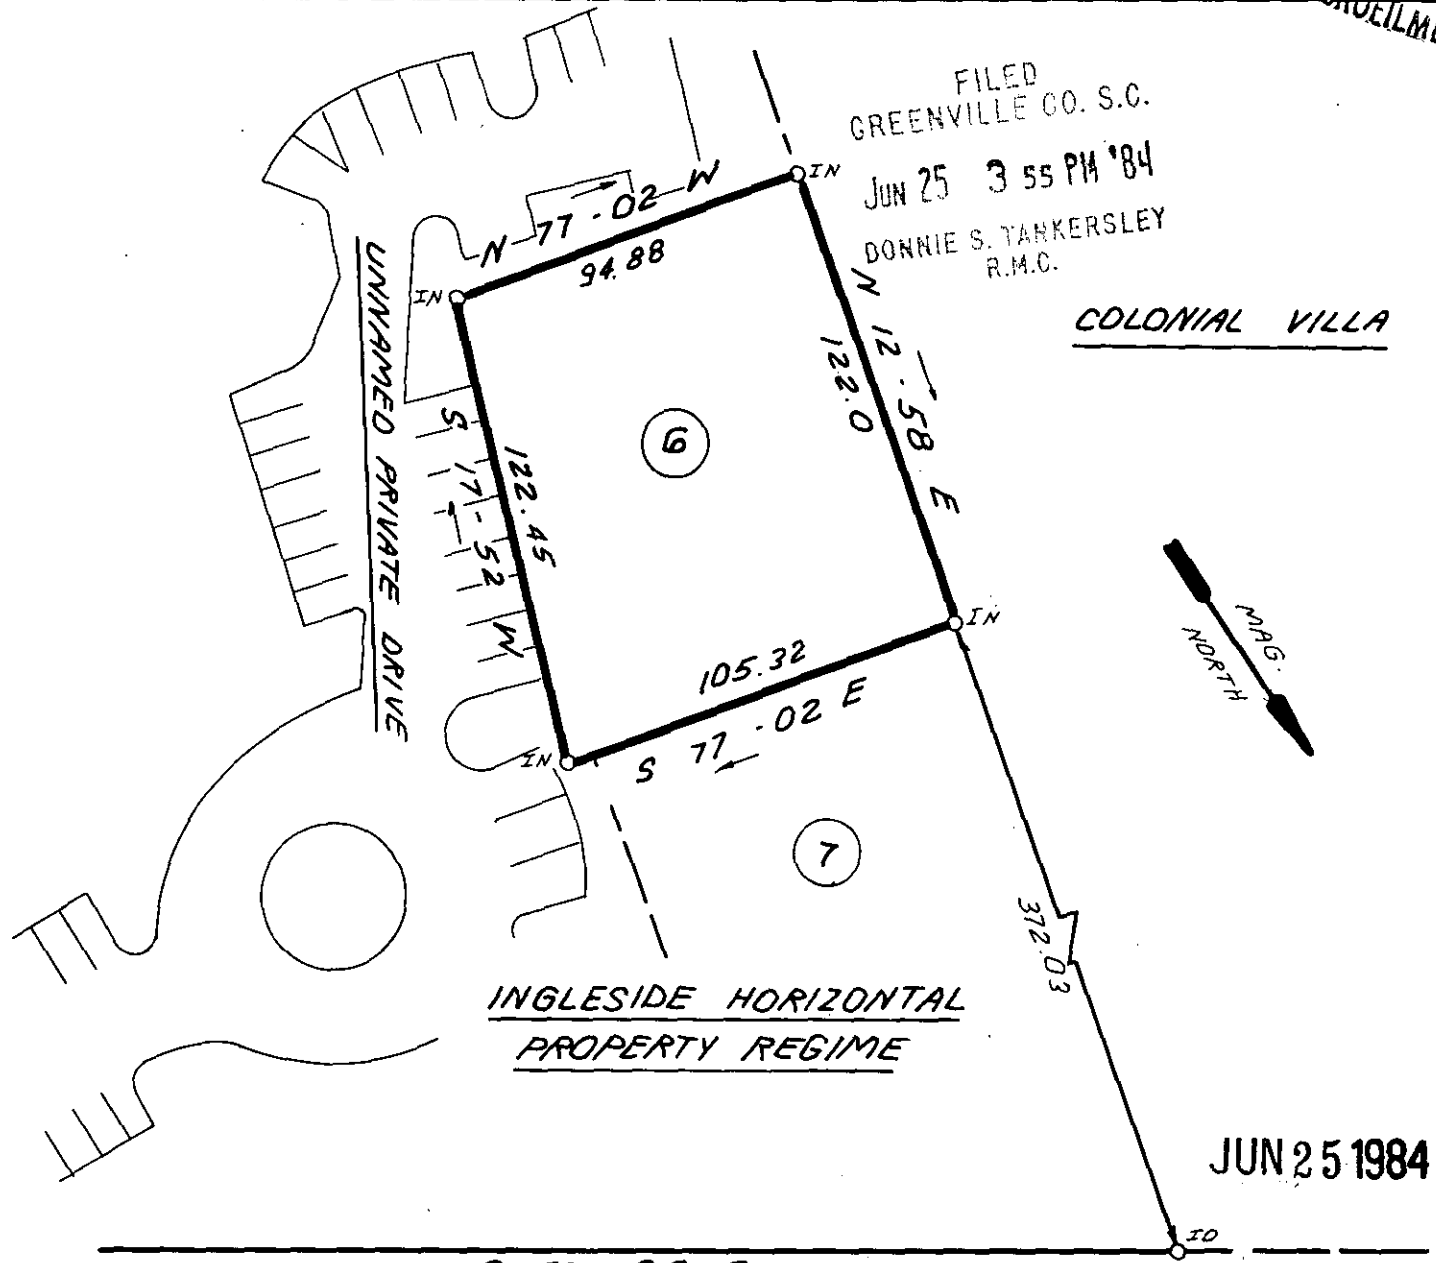 FILED
GREENVILLE CO. S.C.
JUN 25 3 55 PM '84
DONNIE S. TANKERSLEY
R.M.C.
COLONIAL VILLA
IN
N 77-02 W
94.88
IN
N 12-58 E
122.0
UNNAMED PRIVATE DRIVE
6
S 17-52 W
122.45
IN
105.32
S 77-02 E
IN
MAG.
NORTH
7
372.03
INGLESIDE HORIZONTAL
PROPERTY REGIME
JUN 25 1984
IO